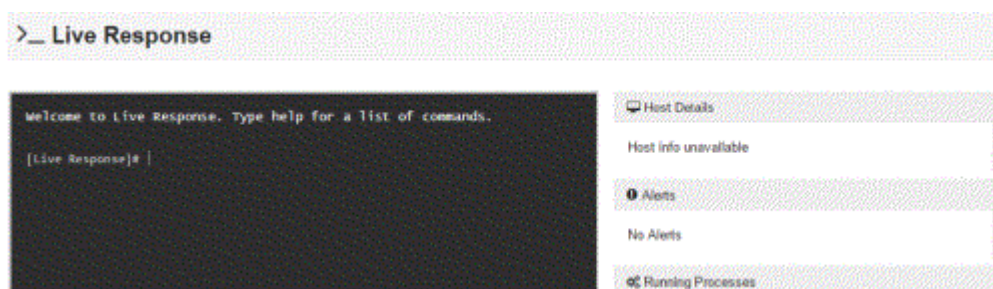 >_ Live Response
Welcome to Live Response. Type help for a list of commands.
[Live Response]#
Host Details
Host info unavailable
Alerts
No Alerts
Running Processes